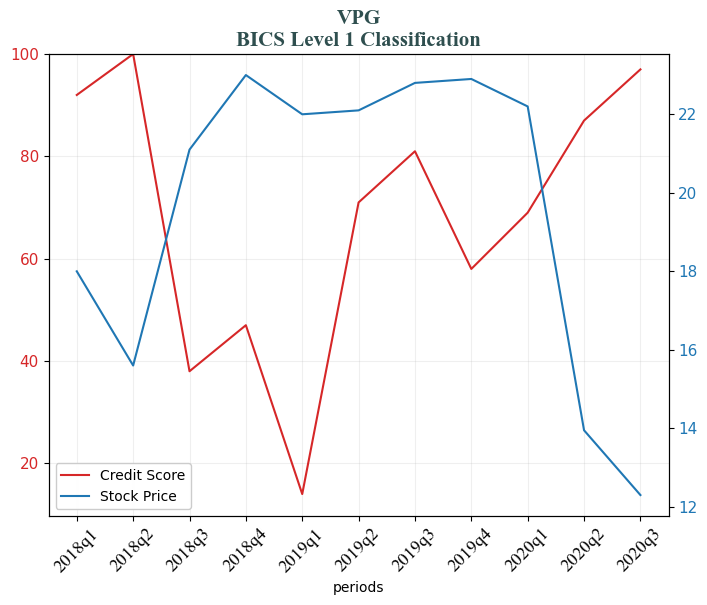 VPG
BICS Level 1 Classification
100
80
60
40
20
22
20
18
16
14
12
Credit Score
Stock Price
2018q1
2018q2
2018q3
2018q4
2019q1
2019q2
2019q3
2019q4
2020q1
2020q2
2020q3
periods